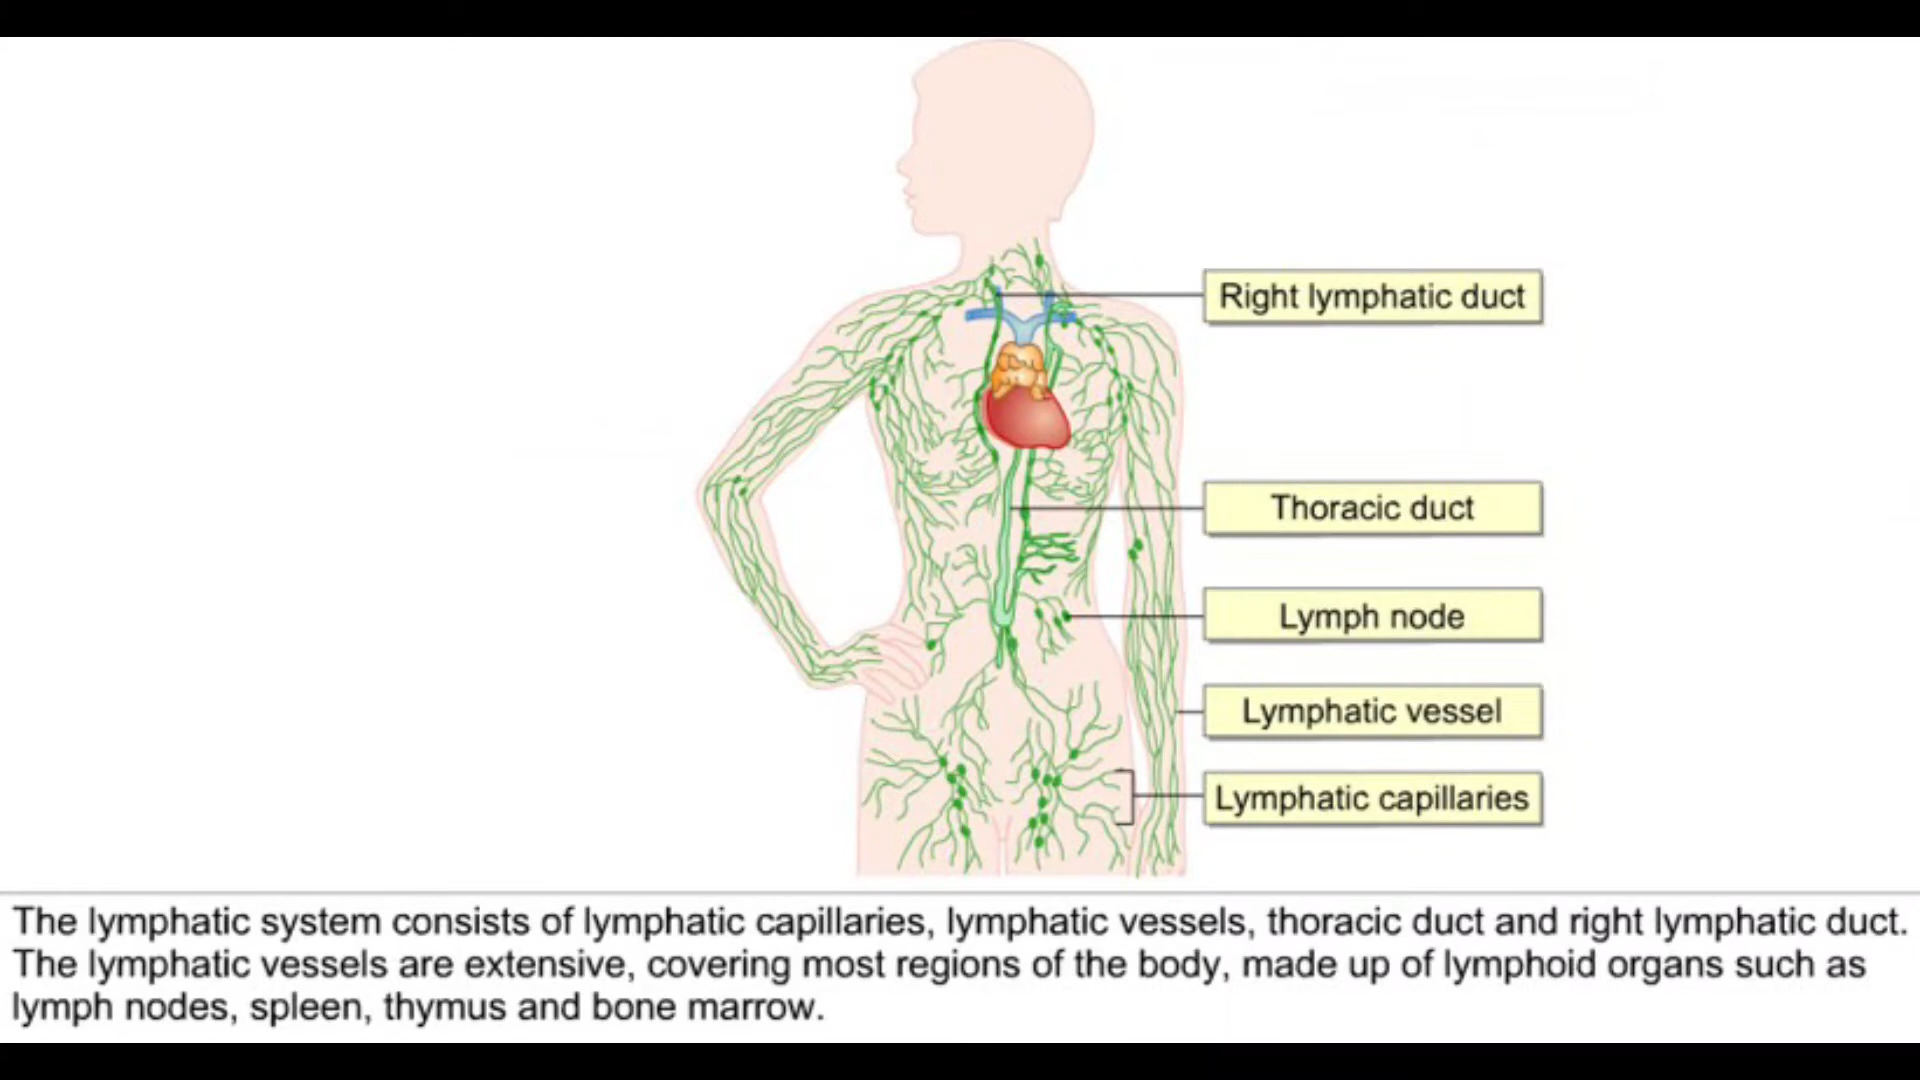 Right lymphatic duct
Thoracic duct
Lymph node
Lymphatic vessel
Lymphatic capillaries
The lymphatic system consists of lymphatic capillaries, lymphatic vessels, thoracic duct and right lymphatic duct.
The lymphatic vessels are extensive, covering most regions of the body, made up of lymphoid organs such as
lymph nodes, spleen, thymus and bone marrow.